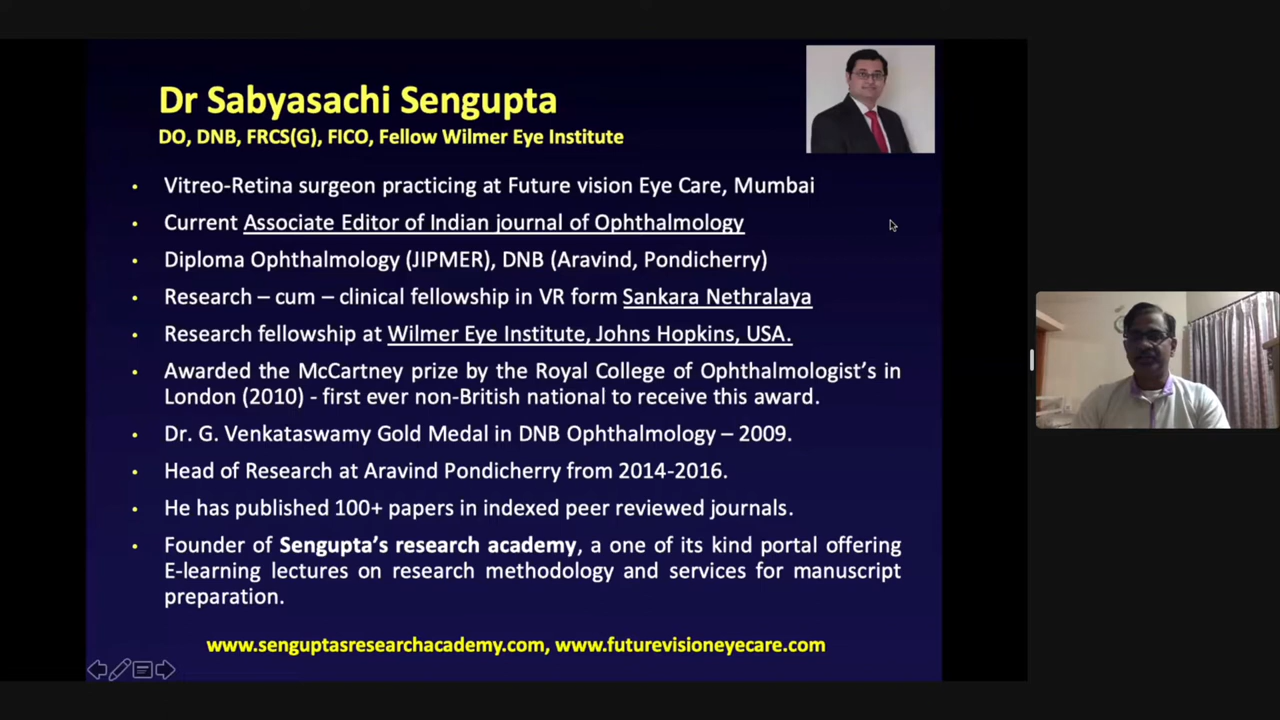 Dr Sabyasachi Sengupta
DO, DNB, FRCS(G), FICO, Fellow Wilmer Eye Institute
• Vitreo-Retina surgeon practicing at Future vision Eye Care, Mumbai
• Current Associate Editor of Indian journal of Ophthalmology
• Diploma Ophthalmology (JIPMER), DNB (Aravind, Pondicherry)
• Research – cum – clinical fellowship in VR form Sankara Nethralaya
• Research fellowship at Wilmer Eye Institute, Johns Hopkins, USA.
• Awarded the McCartney prize by the Royal College of Ophthalmologist's in
London (2010) - first ever non-British national to receive this award.
• Dr. G. Venkataswamy Gold Medal in DNB Ophthalmology – 2009.
• Head of Research at Aravind Pondicherry from 2014-2016.
• He has published 100+ papers in indexed peer reviewed journals.
• Founder of Sengupta's research academy, a one of its kind portal offering
E-learning lectures on research methodology and services for manuscript
preparation.
www.senguptasresearchacademy.com, www.futurevisioneyecare.com